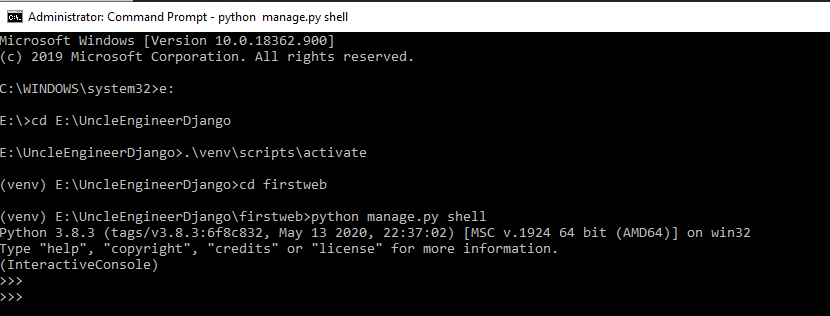 Administrator: Command Prompt - python  manage.py shell
Microsoft Windows [Version 10.0.18362.900]
(c) 2019 Microsoft Corporation. All rights reserved.
C:\WINDOWS\system32>e:
E:\>cd E:\UncleEngineerDjango
E:\UncleEngineerDjango>.\venv\scripts\activate
(venv) E:\UncleEngineerDjango>cd firstweb
(venv) E:\UncleEngineerDjango\firstweb>python manage.py shell
Python 3.8.3 (tags/v3.8.3:6f8c832, May 13 2020, 22:37:02) [MSC v.1924 64 bit (AMD64)] on win32
Type "help", "copyright", "credits" or "license" for more information.
(InteractiveConsole)
>>>
>>>